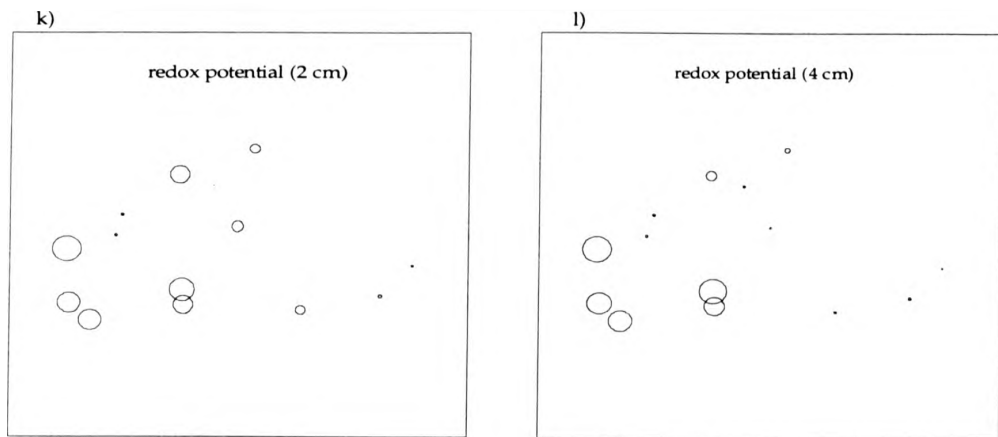 k)
redox potential (2 cm)
l)
redox potential (4 cm)